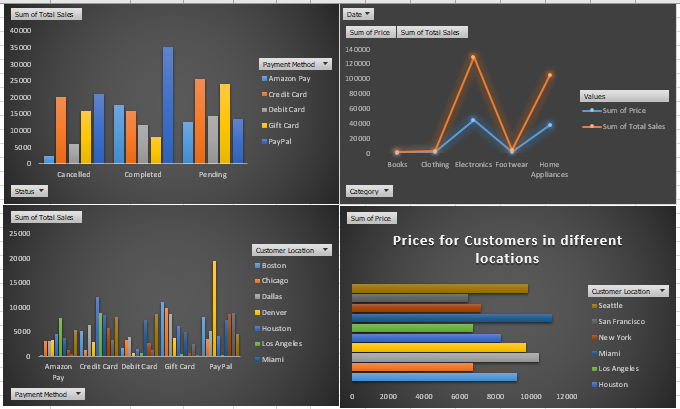 Sum of Total Sales
40000
35000
30000
25000
20000
15000
10000
5000
0
Cancelled Completed Pending
Payment Method
Amazon Pay
Credit Card
Debit Card
Gift Card
PayPal
Status
Date
Sum of Price Sum of Total Sales
140000
120000
100000
80000
60000
40000
20000
0
Books Clothing Electronics Footwear Home
Appliances
Values
Sum of Price
Sum of Total Sales
Category
Sum of Total Sales
25000
20000
15000
10000
5000
0
Amazon Credit Card Debit Card Gift Card PayPal
Pay
Customer Location
Boston
Chicago
Dallas
Denver
Houston
Los Angeles
Miami
Payment Method
Sum of Price
Prices for Customers in different
locations
Customer Location
Seattle
San Francisco
New York
Miami
Los Angeles
Houston
0 2000 4000 6000 8000 10000 12000